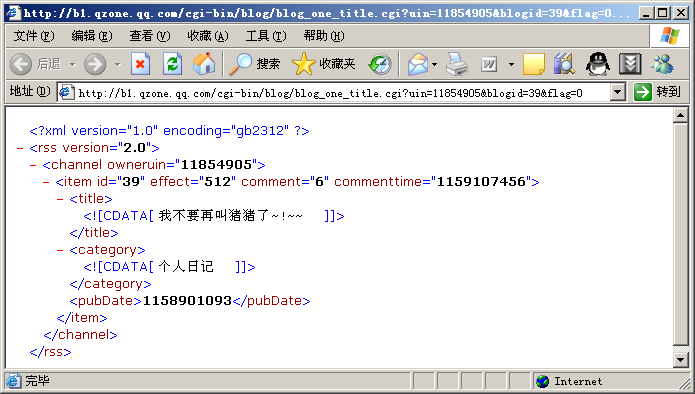 http://b1.qzone.qq.com/cgi-bin/blog/blog_one_title.cgi?uin=11854905&blogid=39&flag=0...
文件(F) 编辑(E) 查看(V) 收藏(A) 工具(T) 帮助(H)
后退 搜索 收藏夹
地址(D) http://b1.qzone.qq.com/cgi-bin/blog/blog_one_title.cgi?uin=11854905&blogid=39&flag=0 转到
<?xml version="1.0" encoding="gb2312" ?>
- <rss version="2.0">
- <channel owneruin="11854905">
- <item id="39" effect="512" comment="6" commenttime="1159107456">
- <title>
<![CDATA[ 我不要再叫猪猪了~!~~ ]]>
</title>
- <category>
<![CDATA[ 个人日记 ]]>
</category>
<pubDate>1158901093</pubDate>
</item>
</channel>
</rss>
完毕 Internet